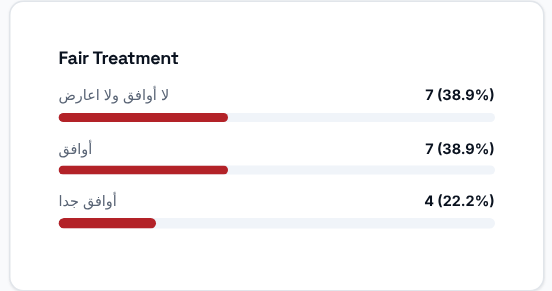 Fair Treatment
لا أوافق ولا اعارض 7 (38.9%)
أوافق 7 (38.9%)
أوافق جدا 4 (22.2%)